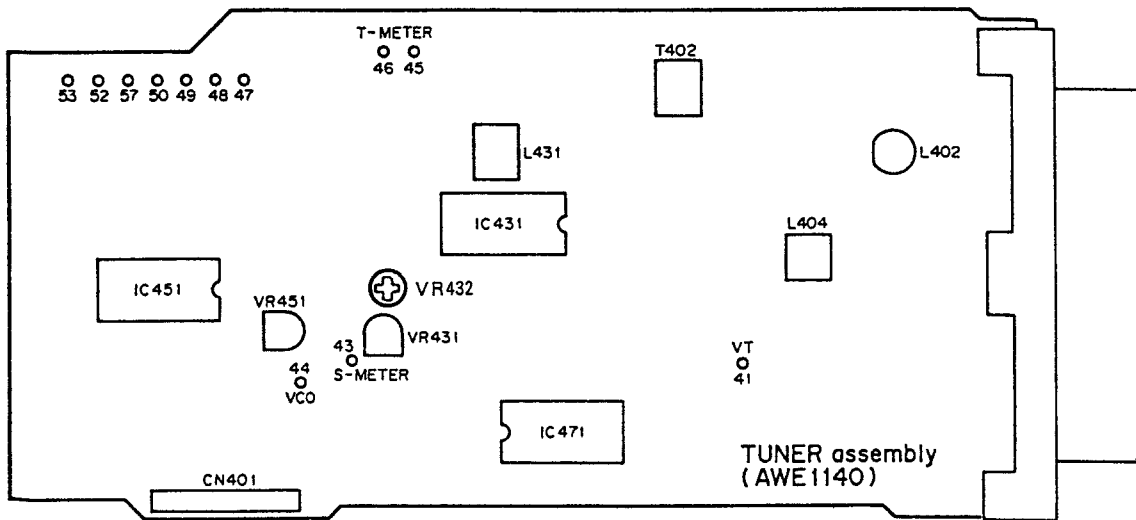 T-METER
46 45
53 52 57 50 49 48 47
T402
L431
L402
IC431
L404
IC451
VR451
VR432
VR431
43
S-METER
44
VCO
VT
41
IC471
TUNER assembly
(AWE1140)
CN401